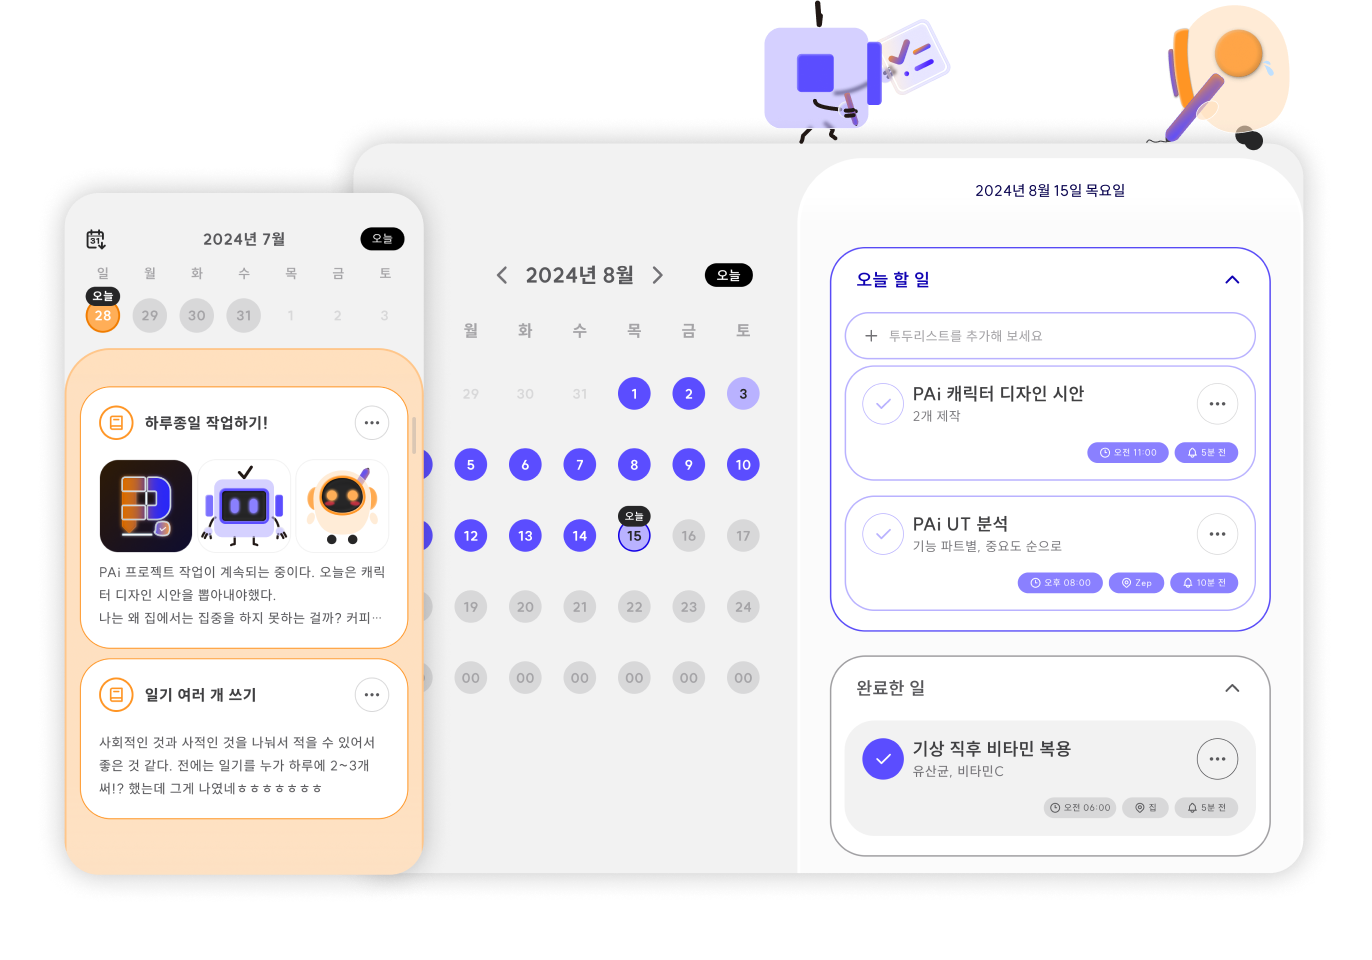 2024년 7월
오늘
31
일 월 화 수 목 금 토
오늘
28 29 30 31 1 2 3
하루종일 작업하기!
PAi 프로젝트 작업이 계속되는 중이다. 오늘은 캐릭
터 디자인 시안을 뽑아내야했다.
나는 왜 집에서는 집중을 하지 못하는 걸까? 커피…
일기 여러 개 쓰기
사회적인 것과 사적인 것을 나눠서 적을 수 있어서
좋은 것 같다. 전에는 일기를 누가 하루에 2~3개
써!? 했는데 그게 나였네ㅎㅎㅎㅎㅎㅎㅎ
2024년 8월
오늘
월 화 수 목 금 토
29 30 31 1 2 3
5 6 7 8 9 10
오늘
12 13 14 15 16 17
19 20 21 22 23 24
00 00 00 00 00 00
2024년 8월 15일 목요일
오늘 할 일
투두리스트를 추가해 보세요
PAi 캐릭터 디자인 시안
2개 제작
오전 11:00 5분 전
PAi UT 분석
기능 파트별, 중요도 순으로
오후 08:00 Zep 10분 전
완료한 일
기상 직후 비타민 복용
유산균, 비타민C
오전 06:00 집 5분 전